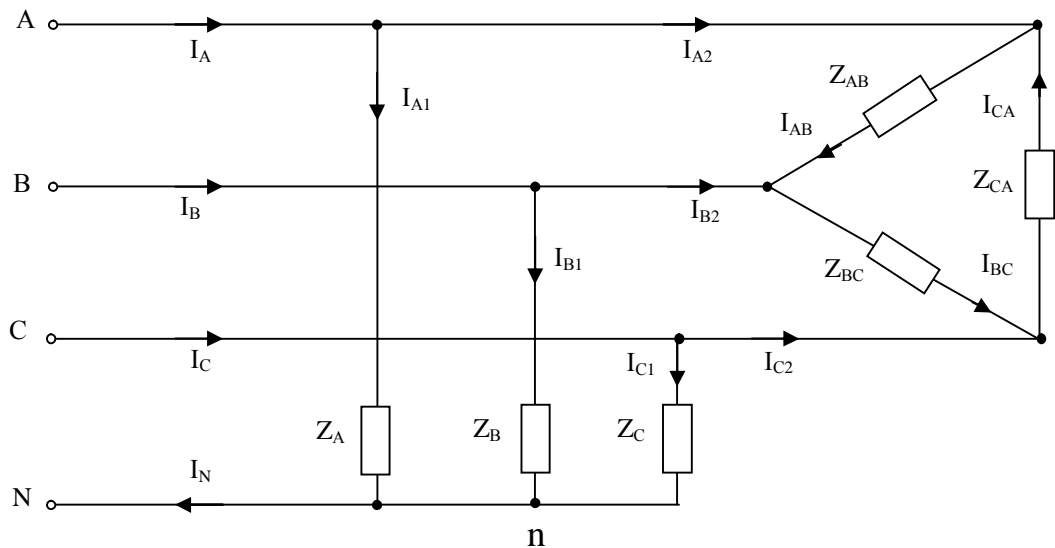 A
I_A
I_A2
Z_AB
I_A1
I_CA
I_AB
B
Z_CA
I_B
I_B2
I_B1
I_BC
Z_BC
C
I_C
I_C1
I_C2
Z_A
Z_B
Z_C
I_N
N
n